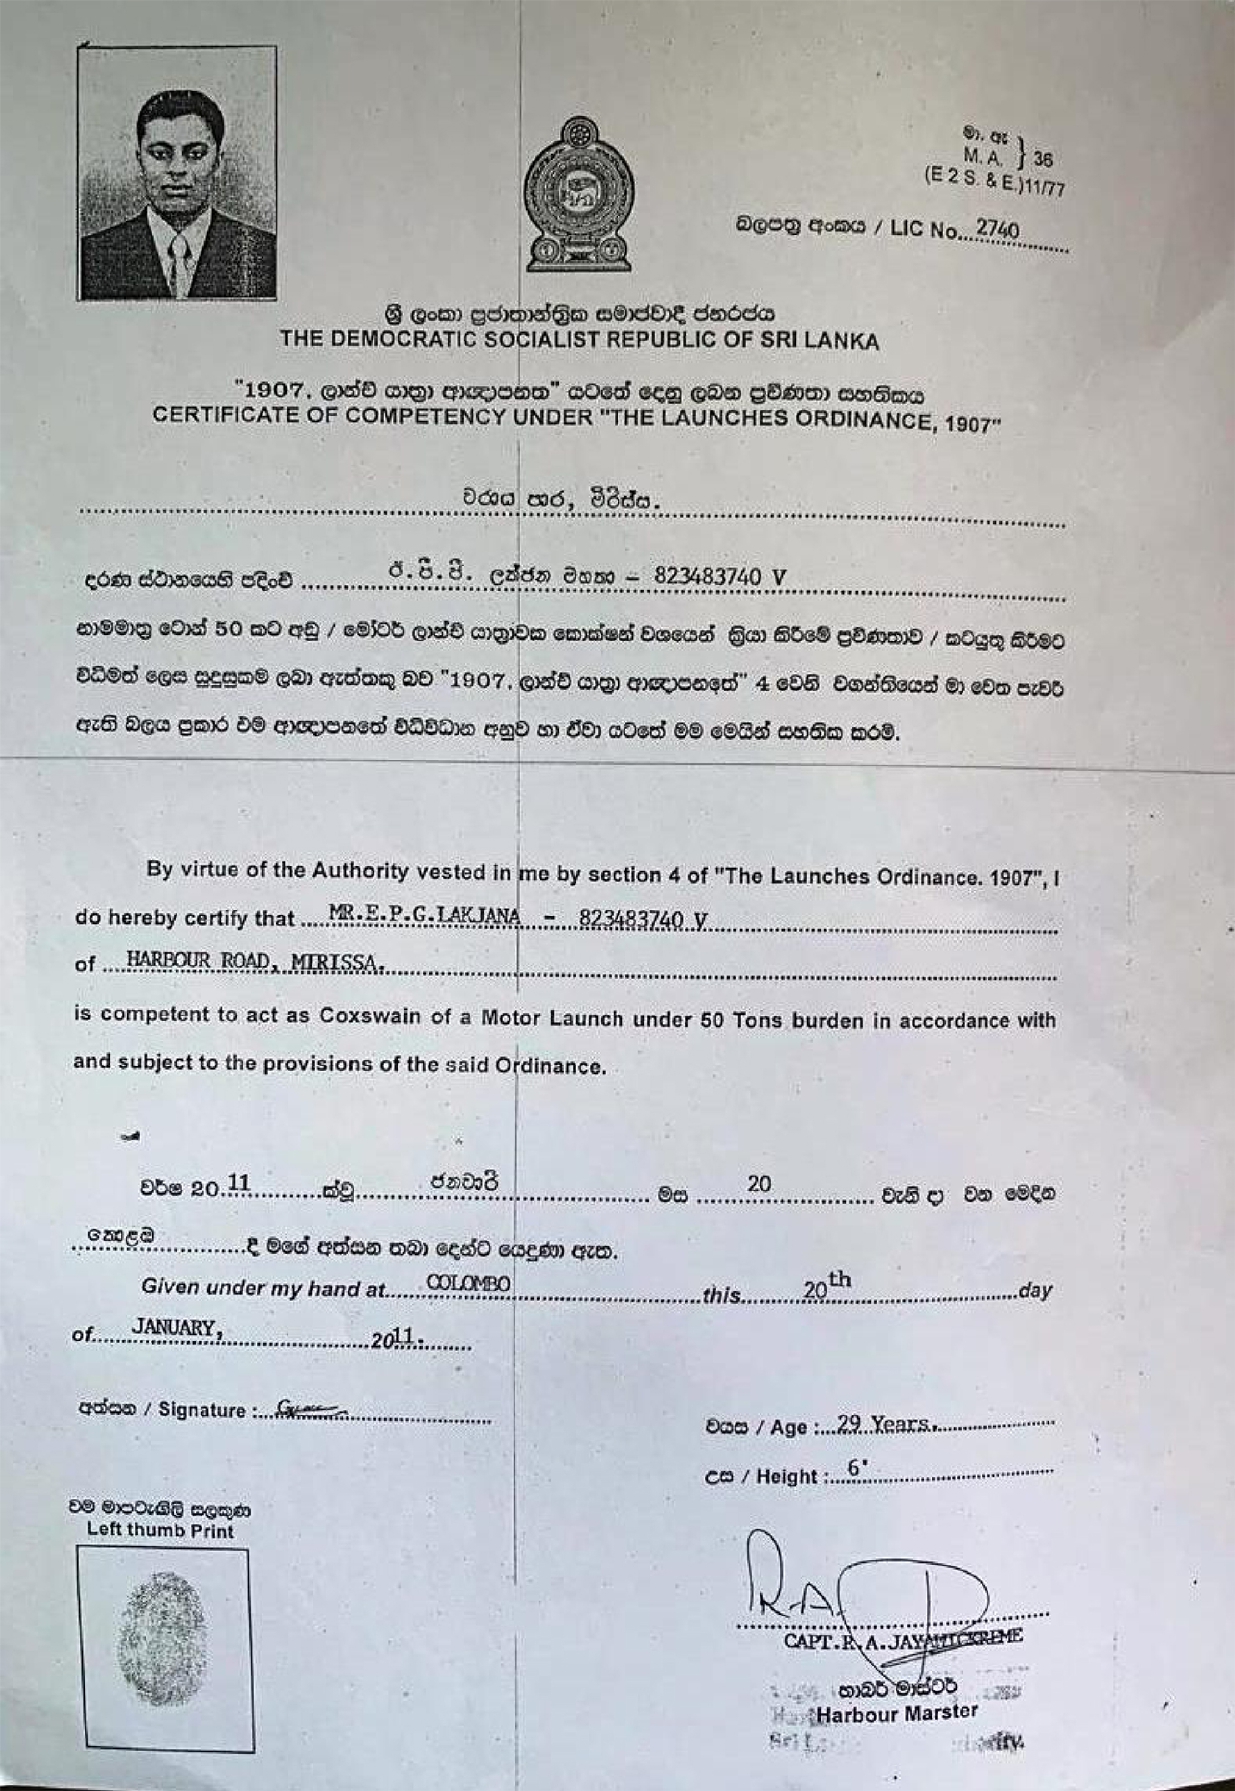 මා. ඇ
M. A. } 36
(E 2 S. & E.)11/77
බලපත්‍ර අංකය / LIC No...2740
ශ්‍රී ලංකා ප්‍රජාතාන්ත්‍රික සමාජවාදී ජනරජය
THE DEMOCRATIC SOCIALIST REPUBLIC OF SRI LANKA
"1907, ලාන්ච් යාත්‍රා ආඥාපනත" යටතේ දෙනු ලබන ප්‍රවීණතා සහතිකය
CERTIFICATE OF COMPETENCY UNDER "THE LAUNCHES ORDINANCE, 1907"
වරාය පාර, මිරිස්ස.
දරණ ස්ථානයෙහි පදිංචි ............ ඊ.පී.ජී. ලක්ජන මහතා – 823483740 V
නාමමාත්‍ර ටොන් 50 කට අඩු / මෝටර් ලාන්ච් යාත්‍රාවක කොක්ෂන් වශයෙන් ක්‍රියා කිරීමේ ප්‍රවීණතාව / කටයුතු කිරීමට
විධිමත් ලෙස සුදුසුකම් ලබා ඇත්තකු බව "1907, ලාන්ච් යාත්‍රා ආඥාපනතේ" 4 වෙනි වගන්තියෙන් මා වෙත පැවරී
ඇති බලය ප්‍රකාර එම ආඥාපනතේ විධිවිධාන අනුව හා ඒවා යටතේ මම මෙයින් සහතික කරමි.
By virtue of the Authority vested in me by section 4 of "The Launches Ordinance. 1907", I
do hereby certify that ....MR.E.P.G.LAKJANA – 823483740 V
of ....HARBOUR ROAD, MIRISSA.
is competent to act as Coxswain of a Motor Launch under 50 Tons burden in accordance with
and subject to the provisions of the said Ordinance.
වර්ෂ 20.11............ක්වූ........ජනවාරි........ මස ........20........ වැනි දා වන මෙදින
කොළඹ ............දී මගේ අත්සන තබා දෙන්ට යෙදුණා ඇත.
Given under my hand at......COLOMBO......this......20th......day
of......JANUARY,......2011.
අත්සන / Signature :...
වයස / Age :...29 Years.
උස / Height :...6'
වම් මාපටැඟිලි සලකුණ
Left thumb Print
R.A.
CAPT.R.A.JAYAWICKREME
හාබර් මාස්ටර්
Harbour Marster